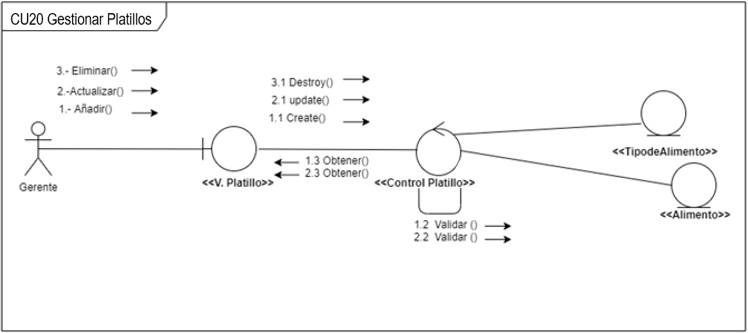 CU20 Gestionar Platillos
3.- Eliminar()
2.-Actualizar()
1.- Añadir()
3.1 Destroy()
2.1 update()
1.1 Create()
1.3 Obtener()
2.3 Obtener()
Gerente
<<V. Platillo>>
<<Control Platillo>>
<<TipodeAlimento>>
<<Alimento>>
1.2 Validar ()
2.2 Validar ()